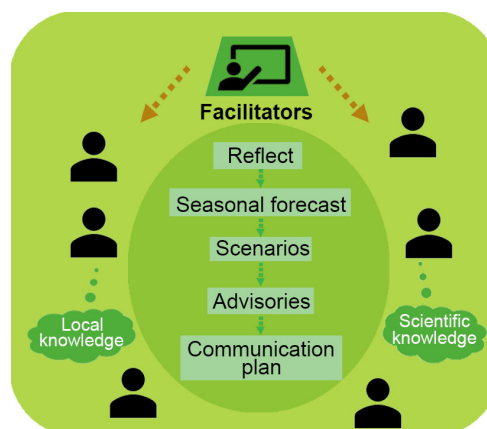 Facilitators
Reflect
Seasonal forecast
Scenarios
Advisories
Communication
plan
Local
knowledge
Scientific
knowledge